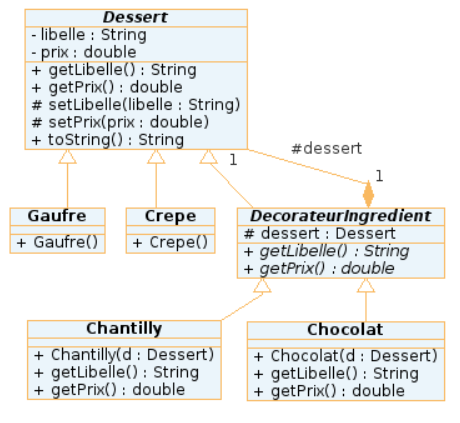 Dessert
- libelle : String
- prix : double
+ getLibelle() : String
+ getPrix() : double
# setLibelle(libelle : String)
# setPrix(prix : double)
+ toString() : String
1
#dessert
1
Gaufre
+ Gaufre()
Crepe
+ Crepe()
DecorateurIngredient
# dessert : Dessert
+ getLibelle() : String
+ getPrix() : double
Chantilly
+ Chantilly(d : Dessert)
+ getLibelle() : String
+ getPrix() : double
Chocolat
+ Chocolat(d : Dessert)
+ getLibelle() : String
+ getPrix() : double